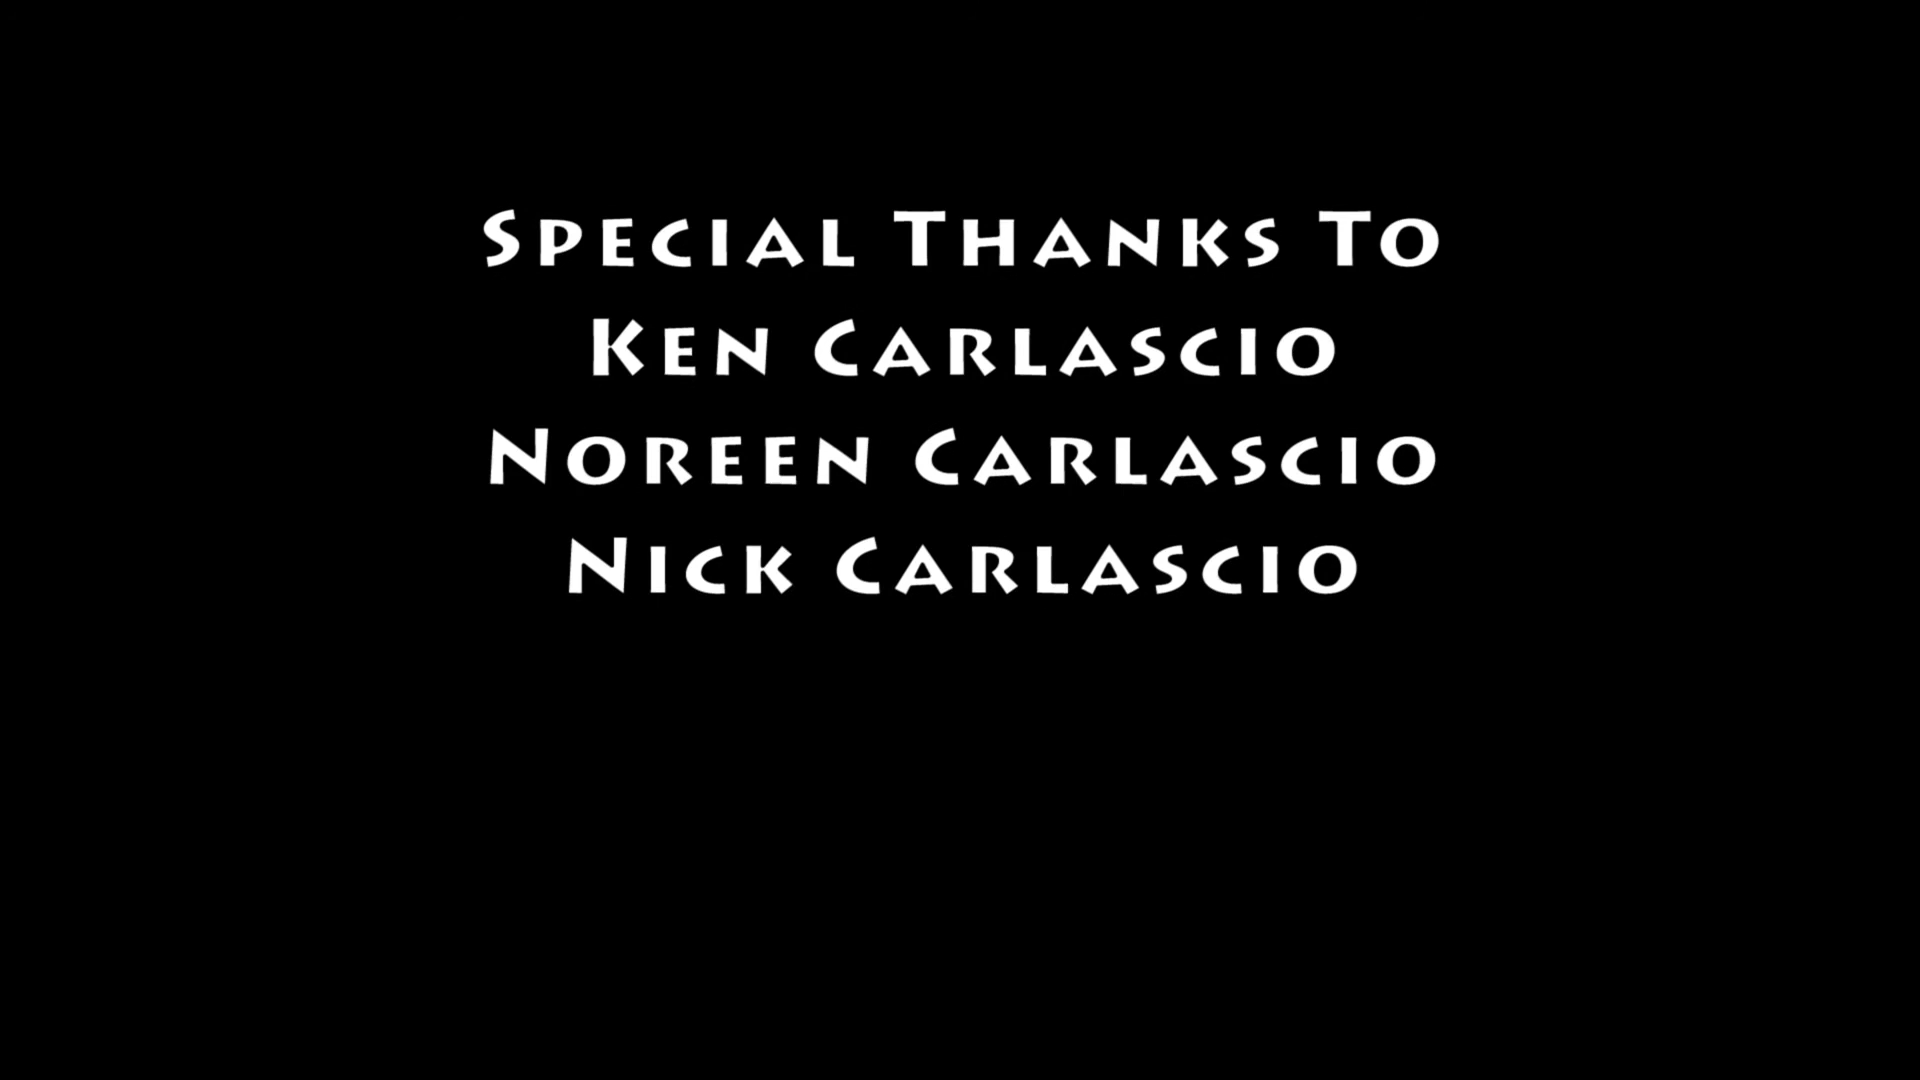 Special Thanks To
Ken Carlascio
Noreen Carlascio
Nick Carlascio